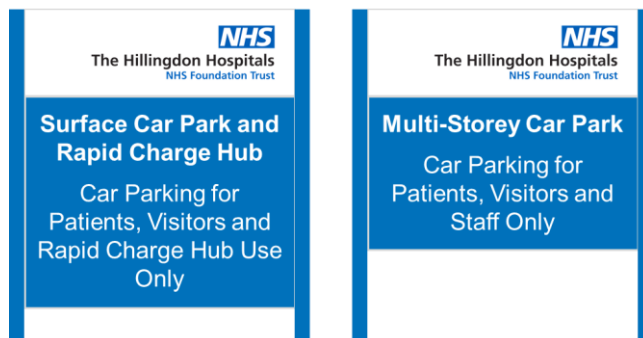 NHS
The Hillingdon Hospitals
NHS Foundation Trust
Surface Car Park and
Rapid Charge Hub
Car Parking for
Patients, Visitors and
Rapid Charge Hub Use
Only
NHS
The Hillingdon Hospitals
NHS Foundation Trust
Multi-Storey Car Park
Car Parking for
Patients, Visitors and
Staff Only